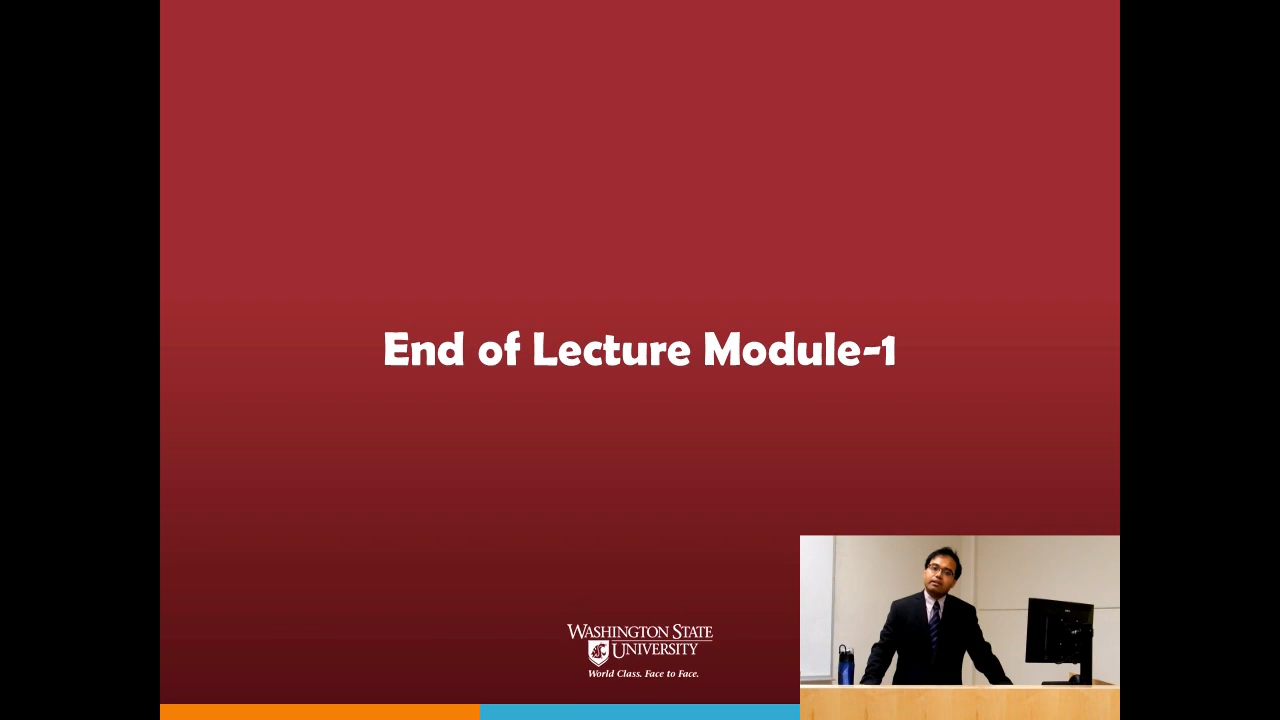 End of Lecture Module-1
WASHINGTON STATE
UNIVERSITY
World Class. Face to Face.